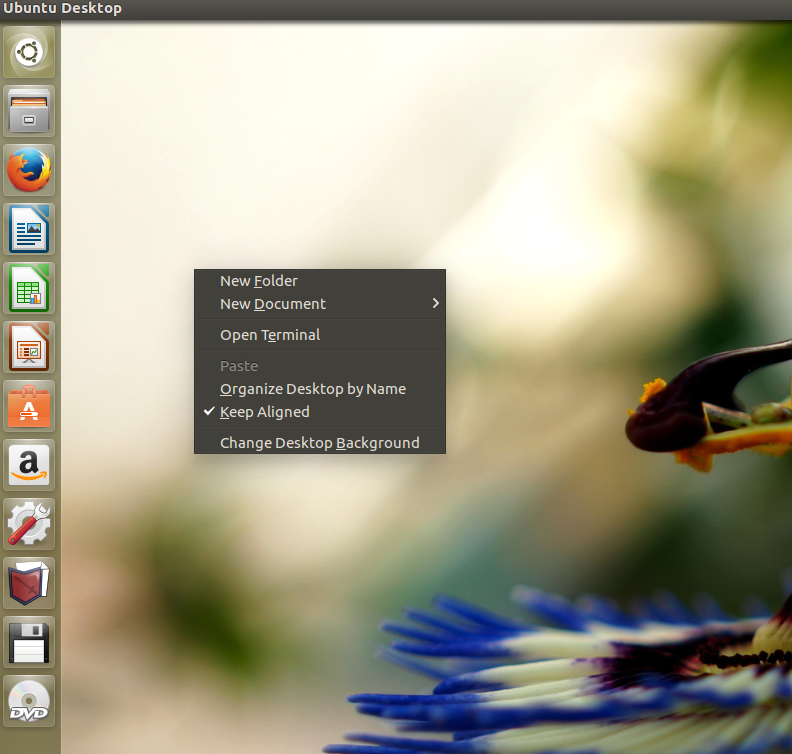 Ubuntu Desktop
New Folder
New Document
Open Terminal
Paste
Organize Desktop by Name
Keep Aligned
Change Desktop Background
A
a
DVD